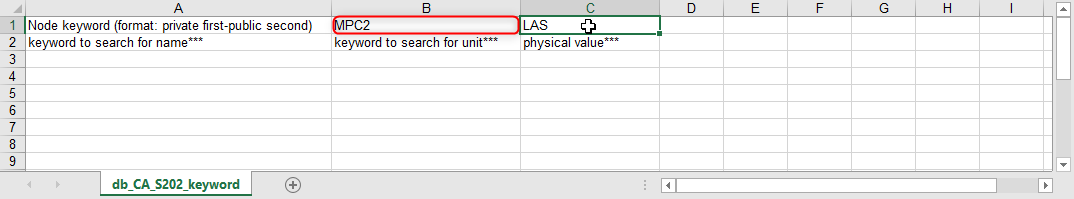 A B C D E F G H I
1 Node keyword (format: private first-public second) MPC2 LAS
2 keyword to search for name*** keyword to search for unit*** physical value***
3
4
5
6
7
8
9
db_CA_S202_keyword